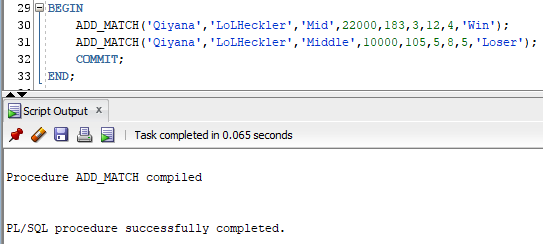 29 BEGIN
30 ADD_MATCH('Qiyana','LoLHeckler','Mid',22000,183,3,12,4,'Win');
31 ADD_MATCH('Qiyana','LoLHeckler','Middle',10000,105,5,8,5,'Loser');
32 COMMIT;
33 END;
Script Output x
Task completed in 0.065 seconds
Procedure ADD_MATCH compiled
PL/SQL procedure successfully completed.